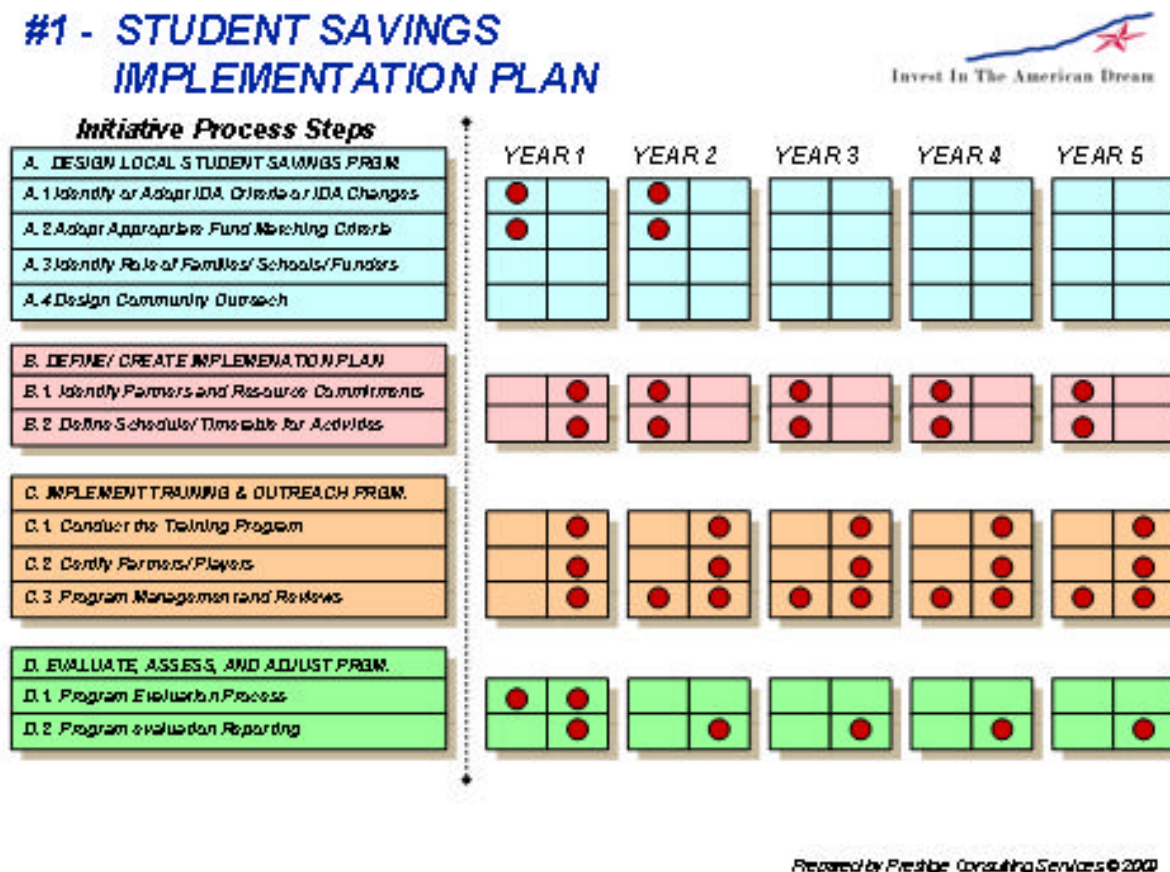 #1 - STUDENT SAVINGS
IMPLEMENTATION PLAN
Invest In The American Dream
Initiative Process Steps
YEAR 1 YEAR 2 YEAR 3 YEAR 4 YEAR 5
A. DESIGN LOCAL STUDENT SAVINGS PRGM.
A.1 Identify or Adapt IDA Criteria or IDA Changes
A.2 Adapt Appropriate Fund Matching Criteria
A.3 Identify Role of Families/ Schools/ Funders
A.4 Design Community Outreach
B. DEFINE/ CREATE IMPLEMENATION PLAN
B.1 Identify Partners and Resource Commitments
B.2 Define Schedule/ Timetable for Activities
C. IMPLEMENT TRAINING & OUTREACH PRGM.
C.1 Conduct the Training Program
C.2 Certify Partners/ Players
C.3 Program Management and Reviews
D. EVALUATE, ASSESS, AND ADJUST PRGM.
D.1 Program Evaluation Process
D.2 Program evaluation Reporting
Prepared by Prestige Consulting Services ©